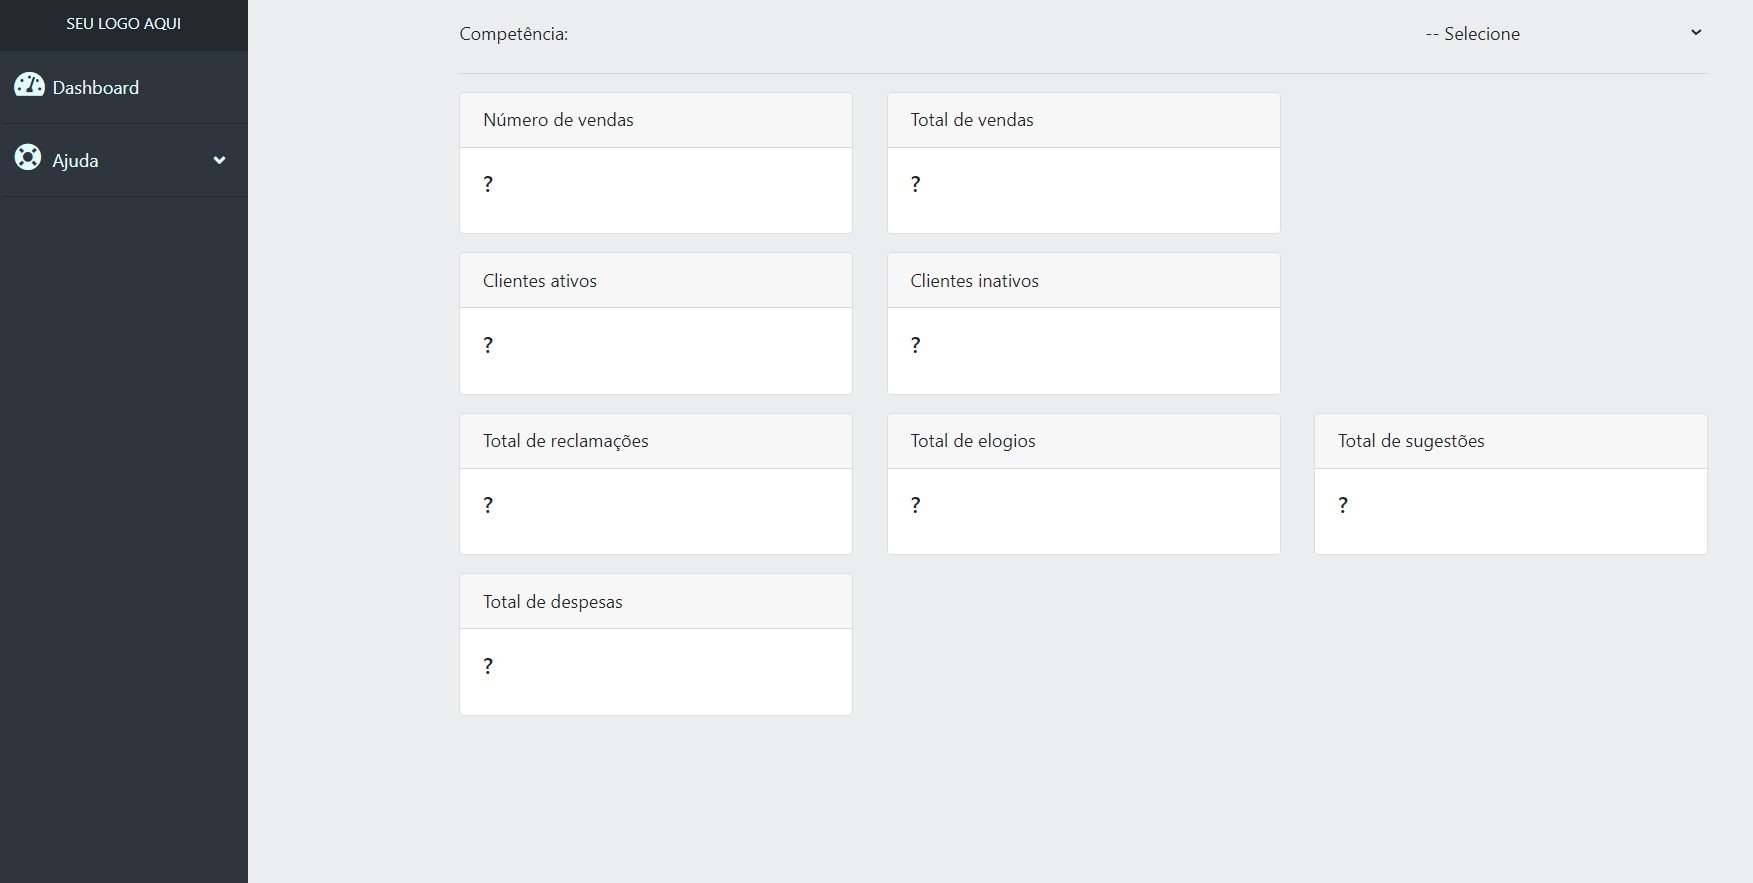 SEU LOGO AQUI
Dashboard
Ajuda
Competência:
-- Selecione
Número de vendas
?
Total de vendas
?
Clientes ativos
?
Clientes inativos
?
Total de reclamações
?
Total de elogios
?
Total de sugestões
?
Total de despesas
?